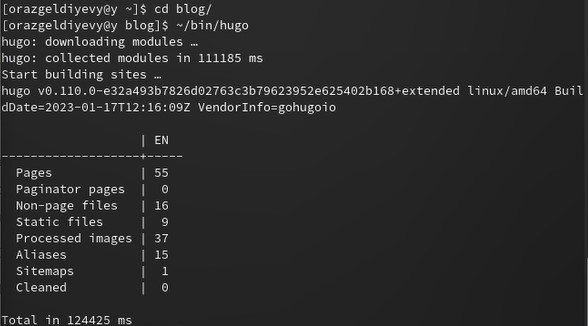 [orazgeldiyevy@y ~]$ cd blog/
[orazgeldiyevy@y blog]$ ~/bin/hugo
hugo: downloading modules …
hugo: collected modules in 111185 ms
Start building sites …
hugo v0.110.0-e32a493b7826d02763c3b79623952e625402b168+extended linux/amd64 Buil
dDate=2023-01-17T12:16:09Z VendorInfo=gohugoio
| EN
-------------------+-----
Pages | 55
Paginator pages | 0
Non-page files | 16
Static files | 9
Processed images | 37
Aliases | 15
Sitemaps | 1
Cleaned | 0
Total in 124425 ms